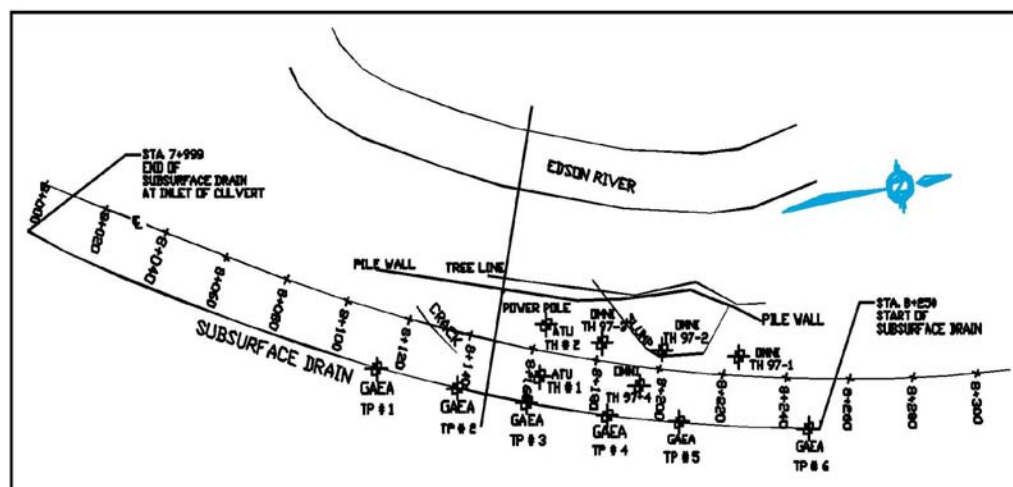 STA. 7+999
END OF
SUBSURFACE DRAIN
AT INLET OF CULVERT
EDSON RIVER
8+000
8+020
8+040
8+060
8+080
8+100
8+120
8+140
8+160
8+180
8+200
8+220
8+240
8+260
8+280
8+300
PILE WALL
TREE LINE
POWER POLE
CRACK
SLUMP
PILE WALL
STA. 8+250
START OF
SUBSURFACE DRAIN
SUBSURFACE DRAIN
ATU
TH # 2
OMNI
TH 97-3
OMNI
TH 97-2
OMNI
TH 97-1
ATU
TH # 1
OMNI
TH 97-4
GAEA
TP # 1
GAEA
TP # 2
GAEA
TP # 3
GAEA
TP # 4
GAEA
TP # 5
GAEA
TP # 6